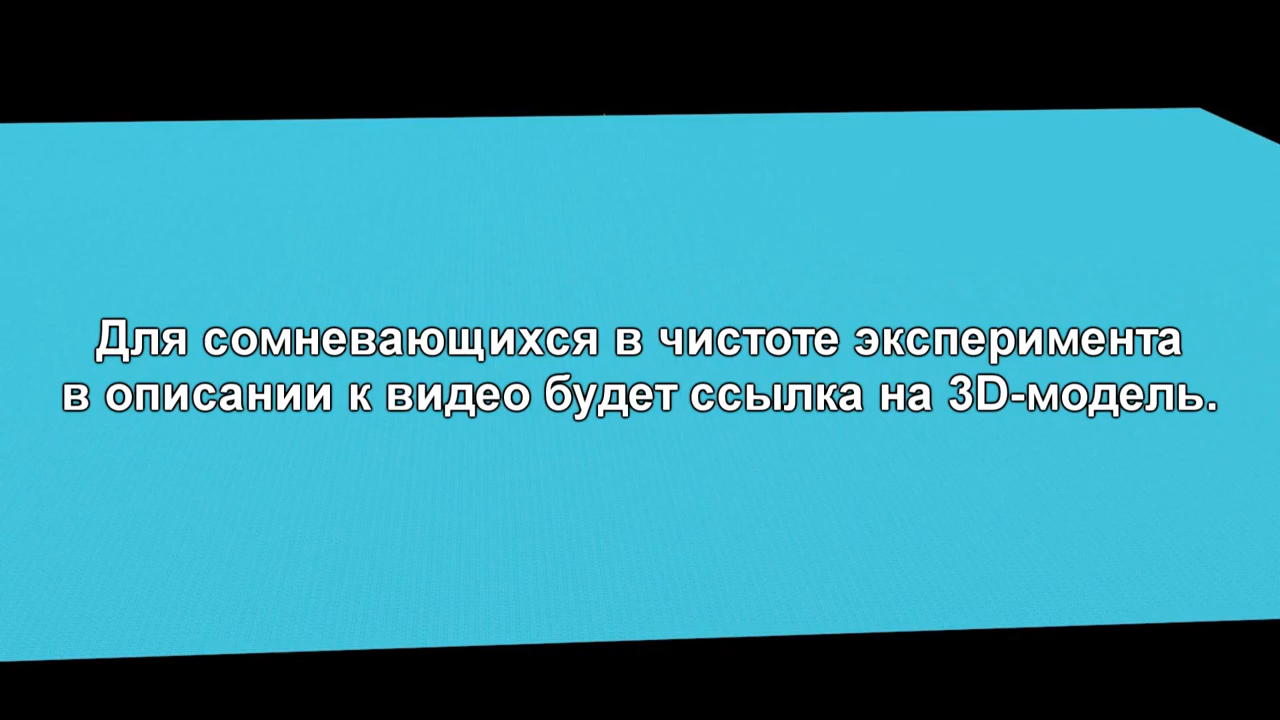 Для сомневающихся в чистоте эксперимента
в описании к видео будет ссылка на 3D-модель.